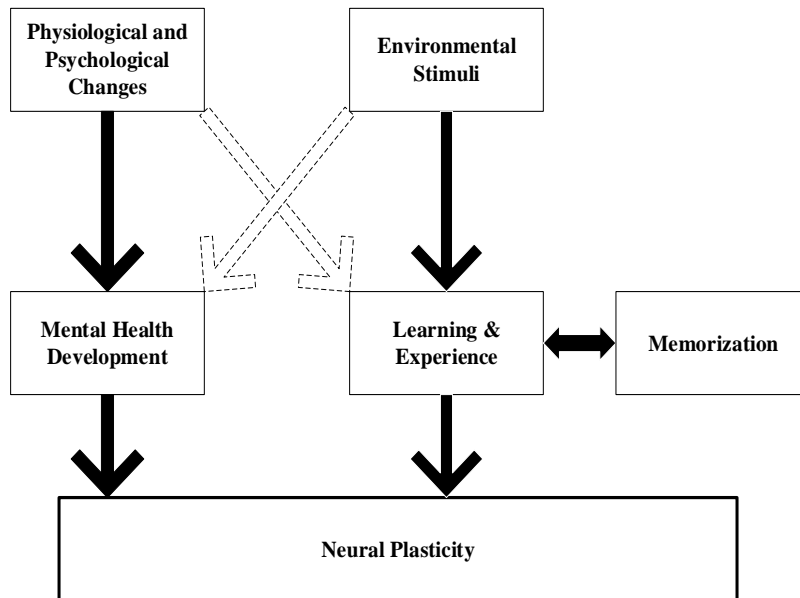 Physiological and
Psychological
Changes
Environmental
Stimuli
Mental Health
Development
Learning &
Experience
Memorization
Neural Plasticity